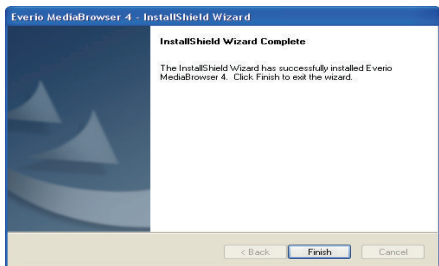 Everio MediaBrowser 4 - InstallShield Wizard
InstallShield Wizard Complete
The InstallShield Wizard has successfully installed Everio
MediaBrowser 4. Click Finish to exit the wizard.
< Back Finish Cancel